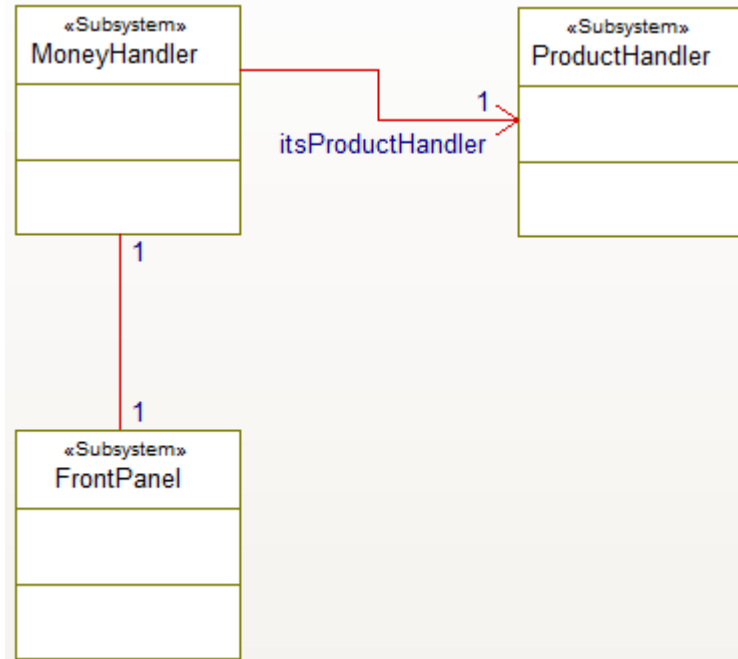 «Subsystem»
MoneyHandler
«Subsystem»
ProductHandler
1
itsProductHandler
1
1
«Subsystem»
FrontPanel